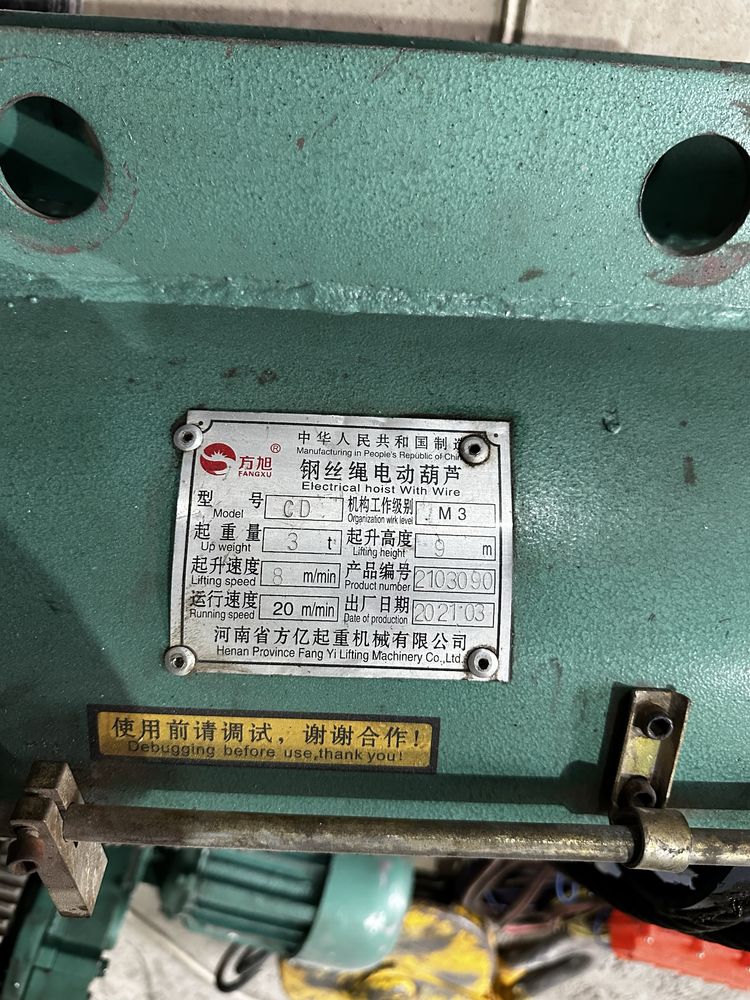 中华人民共和国制造
Manufacturing in People's Republic of China
方旭®
FANGXU
钢丝绳电动葫芦
Electrical hoist With Wire
型 号 CD 机构工作级别 M 3
Model Organization wirk level
起 重 量 3 t 起升高度 9 m
Up weight Lifting height
起升速度 8 m/min 产品编号 2103090
Lifting speed Product number
运行速度 20 m/min 出厂日期 2021.03
Running speed Date of production
河南省方亿起重机械有限公司
Henan Province Fang Yi Lifting Machinery Co.,Ltd.
使用前请调试，谢谢合作！
Debugging before use,thank you!